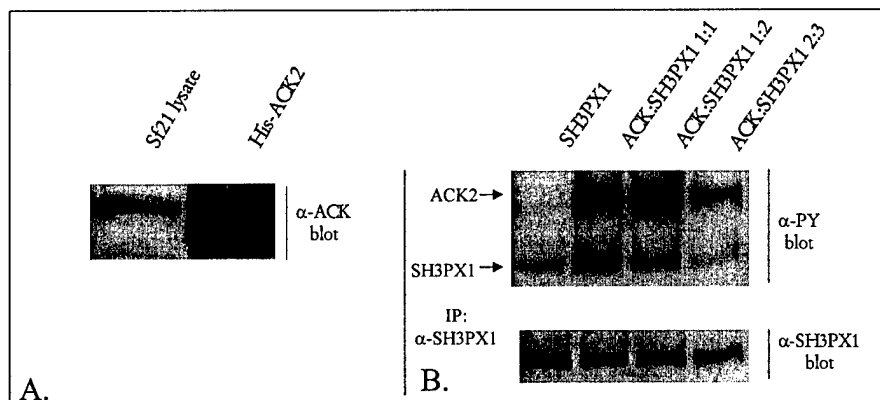 Sf21 lysate
His-ACK2
α-ACK
blot
A.
SH3PX1
ACK:SH3PX1 1:1
ACK:SH3PX1 1:2
ACK:SH3PX1 2:3
ACK2
SH3PX1
α-PY
blot
IP:
α-SH3PX1
α-SH3PX1
blot
B.